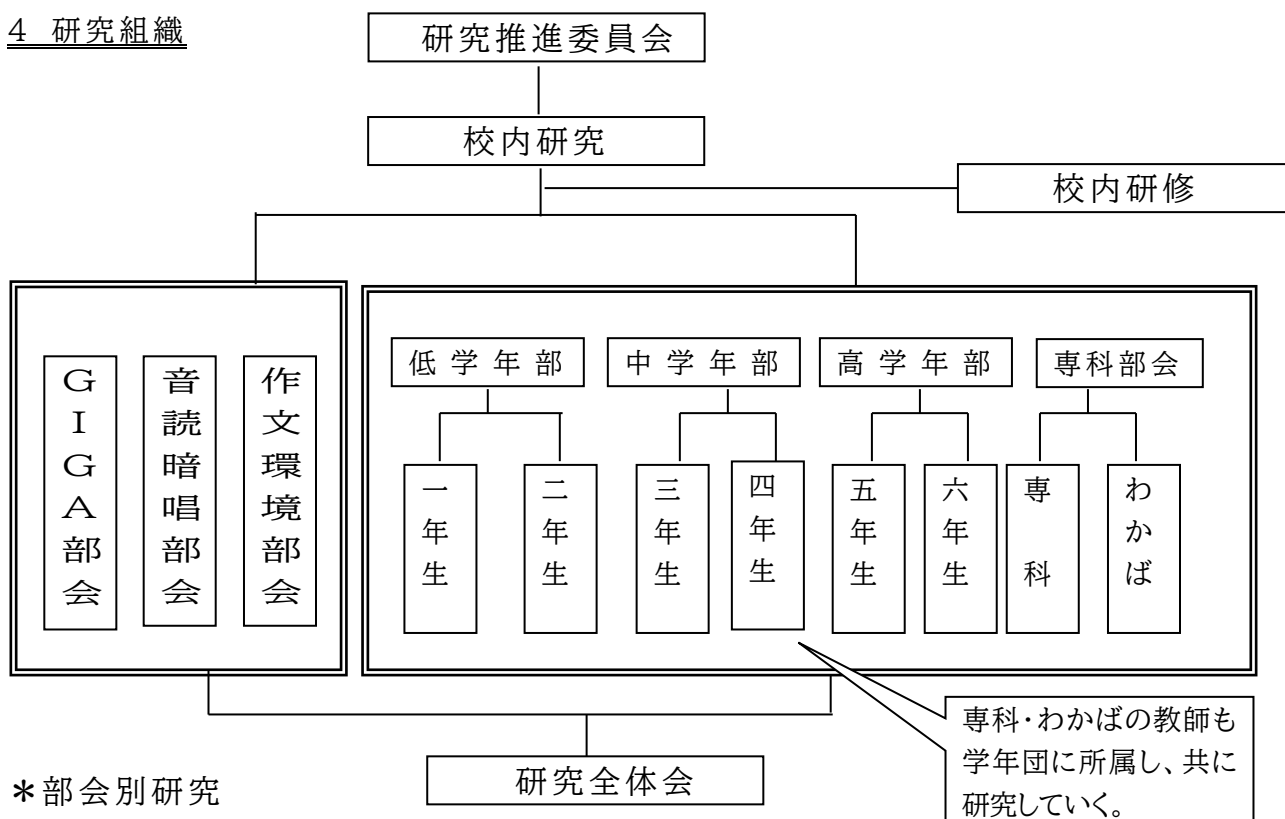 4 研究組織
研究推進委員会
校内研究
校内研修
GIGA部会
音読暗唱部会
作文環境部会
低学年部
中学年部
高学年部
専科部会
一年生
二年生
三年生
四年生
五年生
六年生
専科
わかば
専科・わかばの教師も
学年団に所属し、共に
研究していく。
研究全体会
*部会別研究